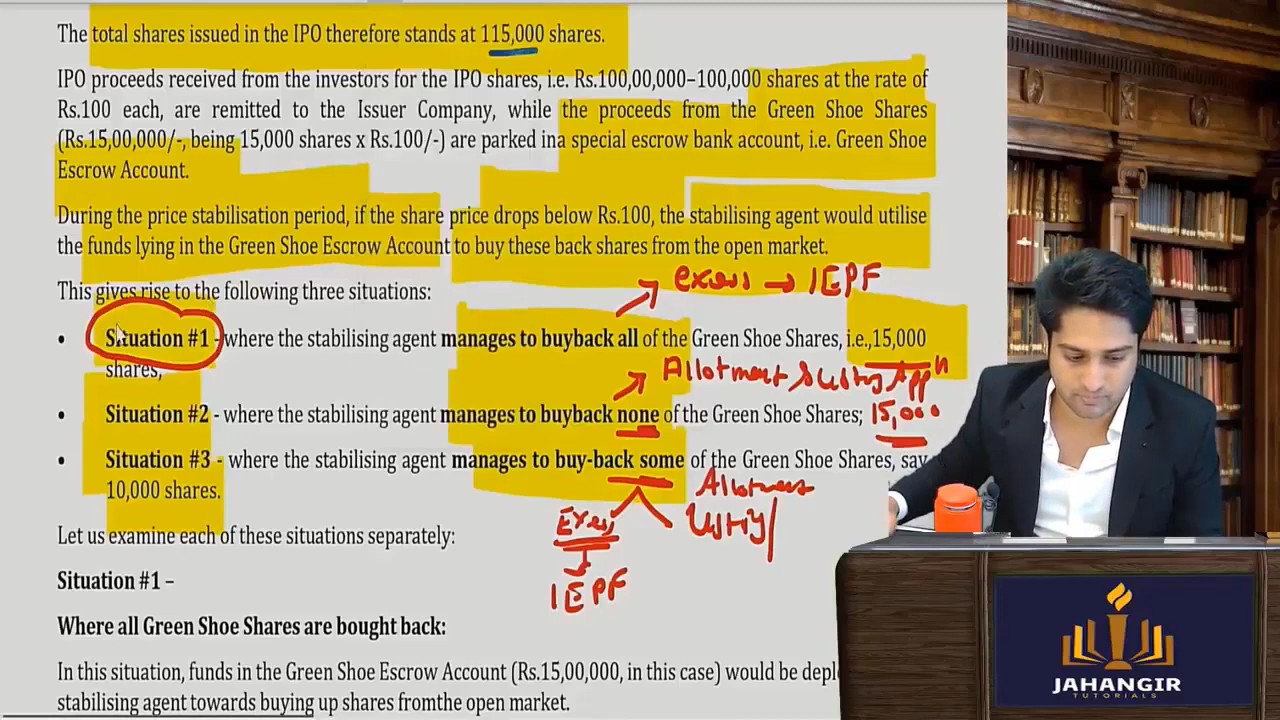 The total shares issued in the IPO therefore stands at 115,000 shares.
IPO proceeds received from the investors for the IPO shares, i.e. Rs.100,00,000–100,000 shares at the rate of
Rs.100 each, are remitted to the Issuer Company, while the proceeds from the Green Shoe Shares
(Rs.15,00,000/-, being 15,000 shares x Rs.100/-) are parked ina special escrow bank account, i.e. Green Shoe
Escrow Account.
During the price stabilisation period, if the share price drops below Rs.100, the stabilising agent would utilise
the funds lying in the Green Shoe Escrow Account to buy these back shares from the open market.
This gives rise to the following three situations:
excess → IEPF
• Situation #1 - where the stabilising agent manages to buyback all of the Green Shoe Shares, i.e.,15,000
shares,
Allotment
• Situation #2 - where the stabilising agent manages to buyback none of the Green Shoe Shares; 15,000
• Situation #3 - where the stabilising agent manages to buy-back some of the Green Shoe Shares, say
10,000 shares.
Allotment
Excess
Let us examine each of these situations separately:
IEPF
Situation #1 –
Where all Green Shoe Shares are bought back:
In this situation, funds in the Green Shoe Escrow Account (Rs.15,00,000, in this case) would be
stabilising agent towards buying up shares fromthe open market.
JAHANGIR
TUTORIALS